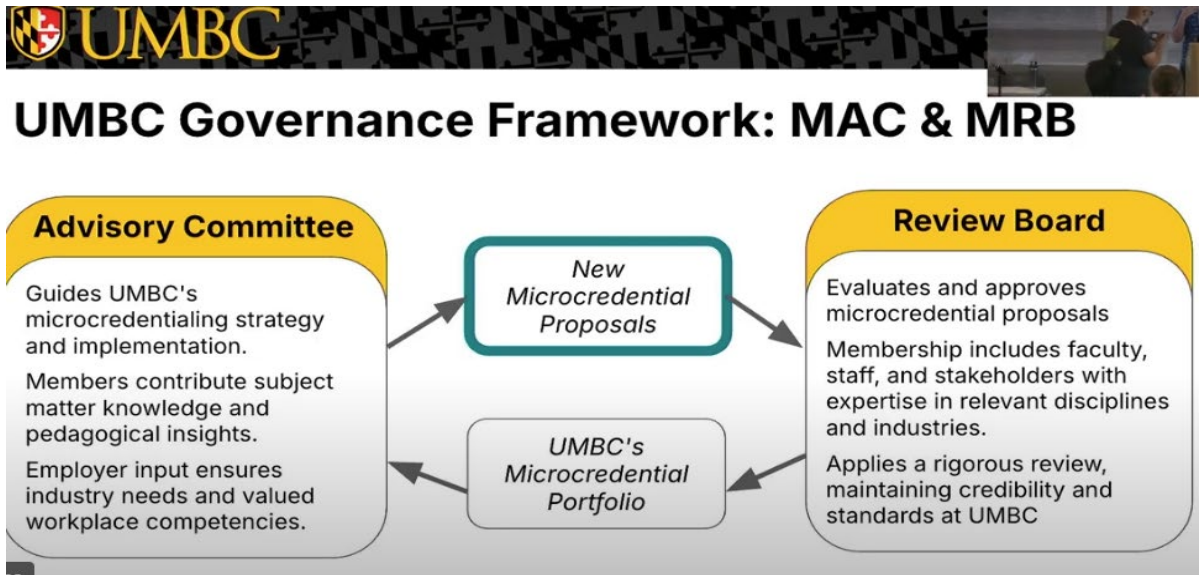 UMBC
UMBC Governance Framework: MAC & MRB
Advisory Committee
Guides UMBC's
microcredentialing strategy
and implementation.
Members contribute subject
matter knowledge and
pedagogical insights.
Employer input ensures
industry needs and valued
workplace competencies.
New
Microcredential
Proposals
UMBC's
Microcredential
Portfolio
Review Board
Evaluates and approves
microcredential proposals
Membership includes faculty,
staff, and stakeholders with
expertise in relevant disciplines
and industries.
Applies a rigorous review,
maintaining credibility and
standards at UMBC